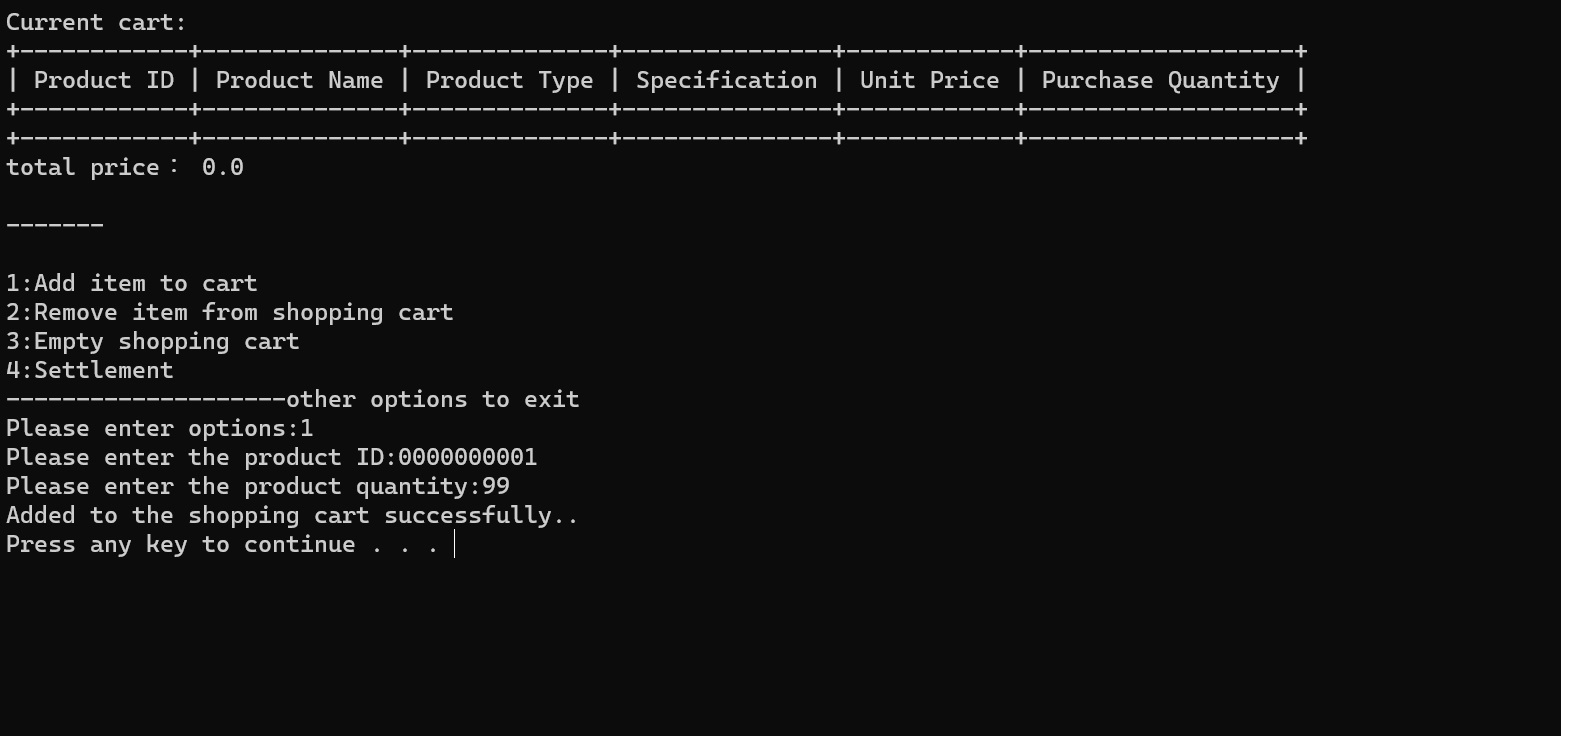 Current cart:
+------------+--------------+--------------+---------------+------------+-------------------+
| Product ID | Product Name | Product Type | Specification | Unit Price | Purchase Quantity |
+------------+--------------+--------------+---------------+------------+-------------------+
+------------+--------------+--------------+---------------+------------+-------------------+
total price： 0.0
-------
1:Add item to cart
2:Remove item from shopping cart
3:Empty shopping cart
4:Settlement
--------------------other options to exit
Please enter options:1
Please enter the product ID:0000000001
Please enter the product quantity:99
Added to the shopping cart successfully..
Press any key to continue . . .